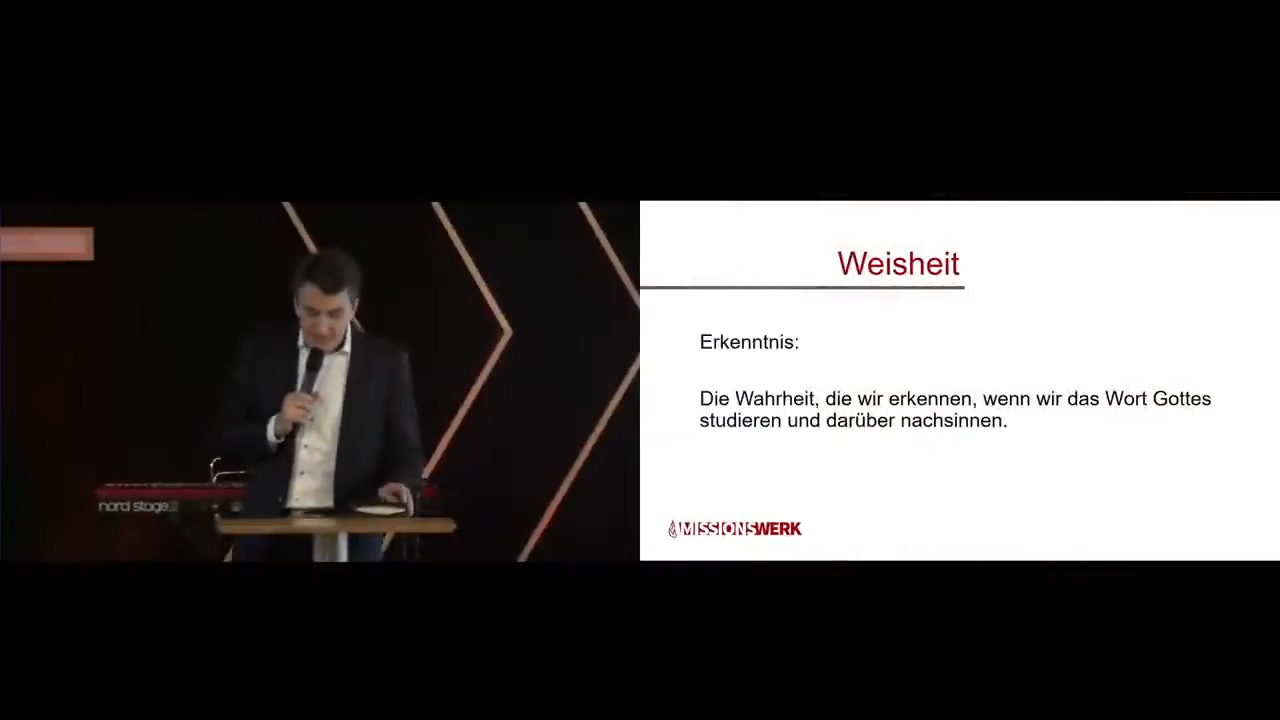 Weisheit
Erkenntnis:
Die Wahrheit, die wir erkennen, wenn wir das Wort Gottes
studieren und darüber nachsinnen.
MISSIONSWERK
nord stage